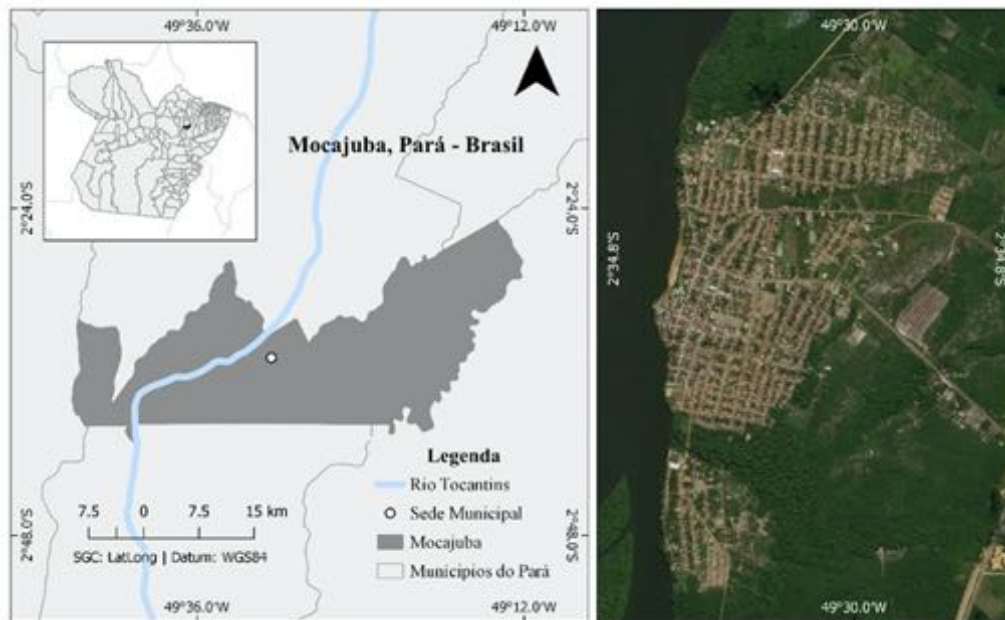 49°36.0'W
49°12.0'W
Mocajuba, Pará - Brasil
2°24.0'S
2°24.0'S
Legenda
Rio Tocantins
Sede Municipal
Mocajuba
Municipios do Pará
7.5 0 7.5 15 km
SGC: LatLong | Datum: WGS84
2°48.0'S
2°48.0'S
49°36.0'W
49°12.0'W
49°30.0'W
2°34.8'S
2°34.8'S
49°30.0'W